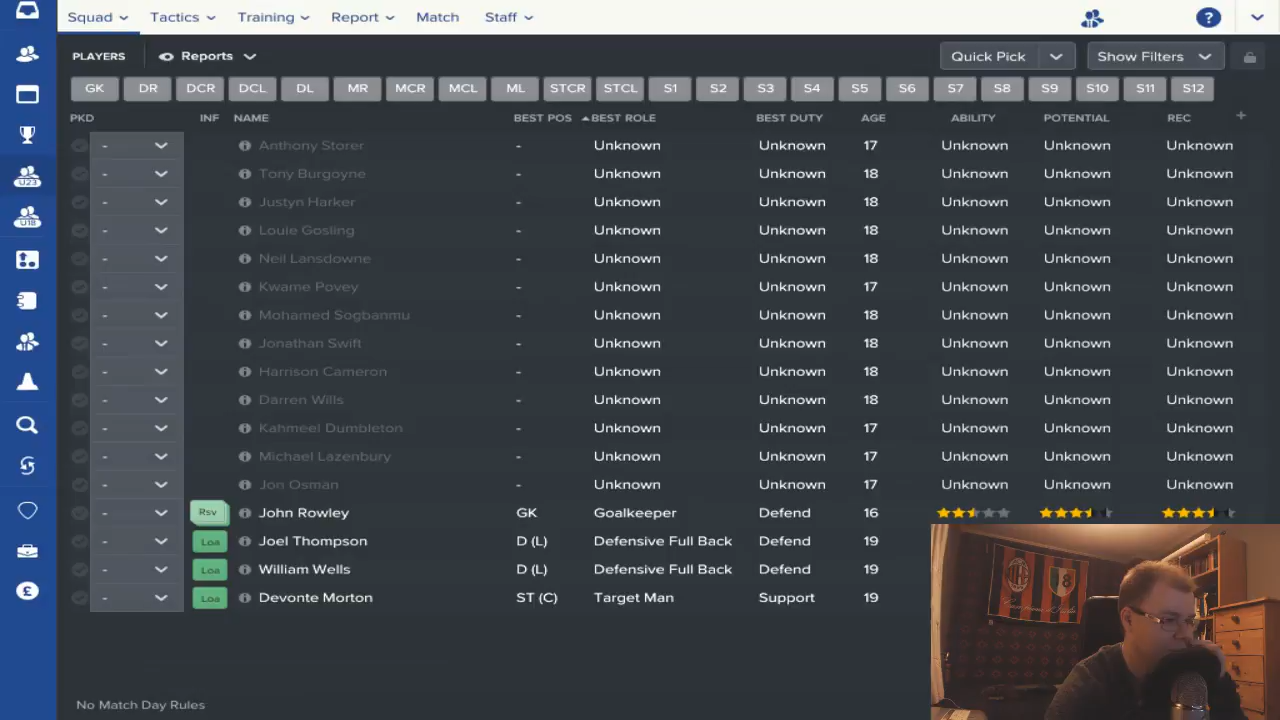 Squad Tactics Training Report Match Staff ?
PLAYERS Reports Quick Pick Show Filters
GK DR DCR DCL DL MR MCR MCL ML STCR STCL S1 S2 S3 S4 S5 S6 S7 S8 S9 S10 S11 S12
PKD INF NAME BEST POS BEST ROLE BEST DUTY AGE ABILITY POTENTIAL REC +
- Anthony Storer - Unknown Unknown 17 Unknown Unknown Unknown
- Tony Burgoyne - Unknown Unknown 18 Unknown Unknown Unknown
U23 - Justyn Harker - Unknown Unknown 18 Unknown Unknown Unknown
U18 - Louie Gosling - Unknown Unknown 18 Unknown Unknown Unknown
- Neil Lansdowne - Unknown Unknown 18 Unknown Unknown Unknown
- Kwame Povey - Unknown Unknown 17 Unknown Unknown Unknown
- Mohamed Sogbanmu - Unknown Unknown 18 Unknown Unknown Unknown
- Jonathan Swift - Unknown Unknown 18 Unknown Unknown Unknown
- Harrison Cameron - Unknown Unknown 18 Unknown Unknown Unknown
- Darren Wills - Unknown Unknown 18 Unknown Unknown Unknown
- Kahmeel Dumbleton - Unknown Unknown 17 Unknown Unknown Unknown
- Michael Lazenbury - Unknown Unknown 17 Unknown Unknown Unknown
- Jon Osman - Unknown Unknown 17 Unknown Unknown Unknown
- Rsv John Rowley GK Goalkeeper Defend 16
- Loa Joel Thompson D (L) Defensive Full Back Defend 19
- Loa William Wells D (L) Defensive Full Back Defend 19
£ - Loa Devonte Morton ST (C) Target Man Support 19
No Match Day Rules